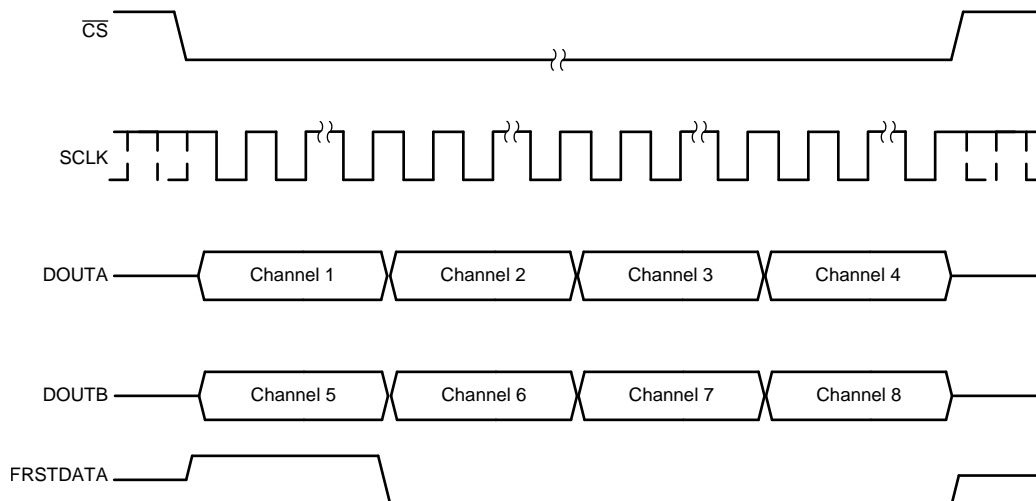 CS
SCLK
DOUTA
Channel 1
Channel 2
Channel 3
Channel 4
DOUTB
Channel 5
Channel 6
Channel 7
Channel 8
FRSTDATA